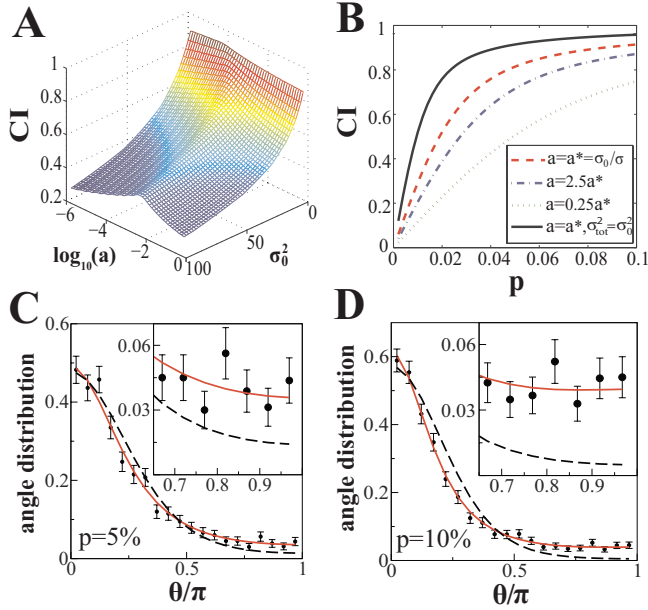 A
CI
1
0.8
0.6
0.4
0.2
−6
−4
−2
0
log10(a)
100
50
0
σ0²
B
CI
1
0.8
0.6
0.4
0.2
0
0
0.02
0.04
0.06
0.08
0.1
p
a=a*=σ0/σ
a=2.5a*
a=0.25a*
a=a*,σ²tot=σ0²
C
angle distribution
0.6
0.4
0.2
0
0
0.5
1
θ/π
p=5%
0.06
0.03
0.7
0.8
0.9
D
angle distribution
0.6
0.4
0.2
0
0
0.5
1
θ/π
p=10%
0.06
0.03
0.7
0.8
0.9